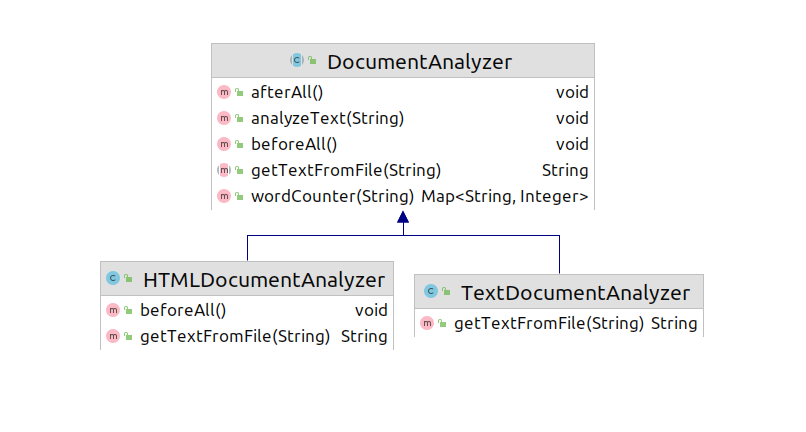 DocumentAnalyzer
afterAll() void
analyzeText(String) void
beforeAll() void
getTextFromFile(String) String
wordCounter(String) Map<String, Integer>
HTMLDocumentAnalyzer
beforeAll() void
getTextFromFile(String) String
TextDocumentAnalyzer
getTextFromFile(String) String